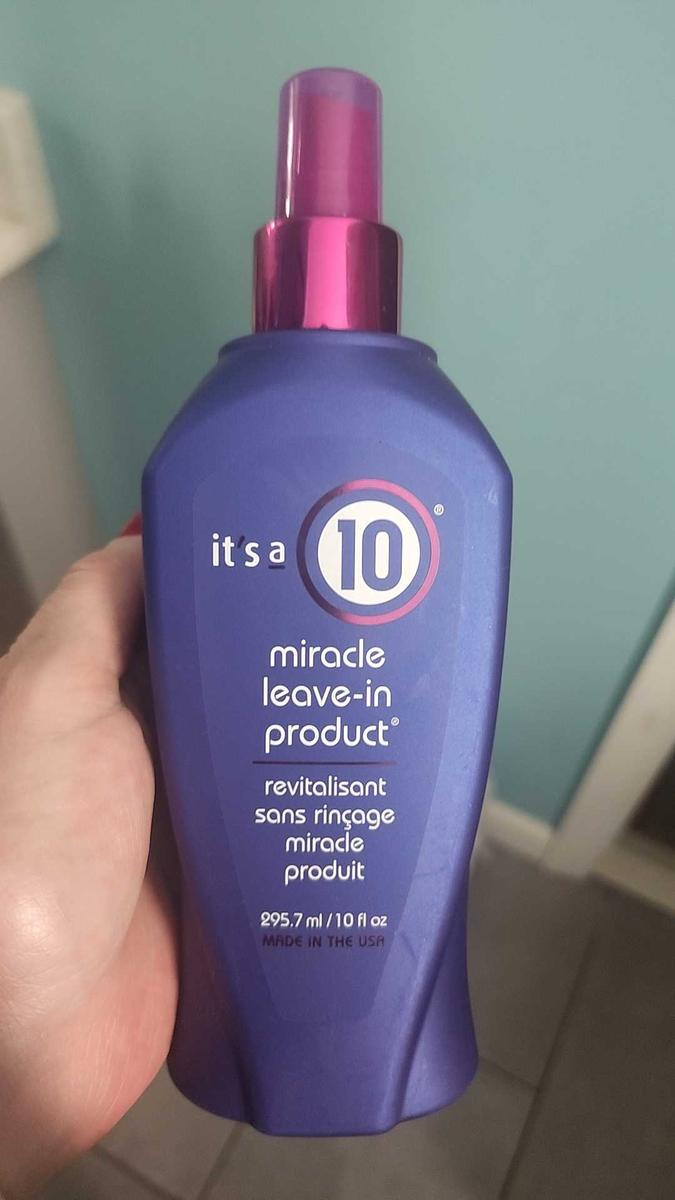 it's a 10®
miracle
leave-in
product®
revitalisant
sans rinçage
miracle
produit
295.7 ml / 10 fl oz
MADE IN THE USA